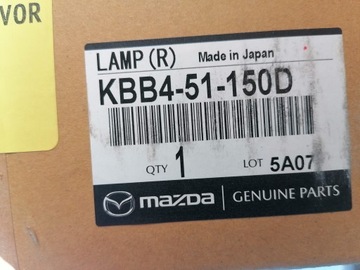 VOR
LAMP (R) Made in Japan
KBB4-51-150D
QTY 1 LOT 5A07
mazda GENUINE PARTS